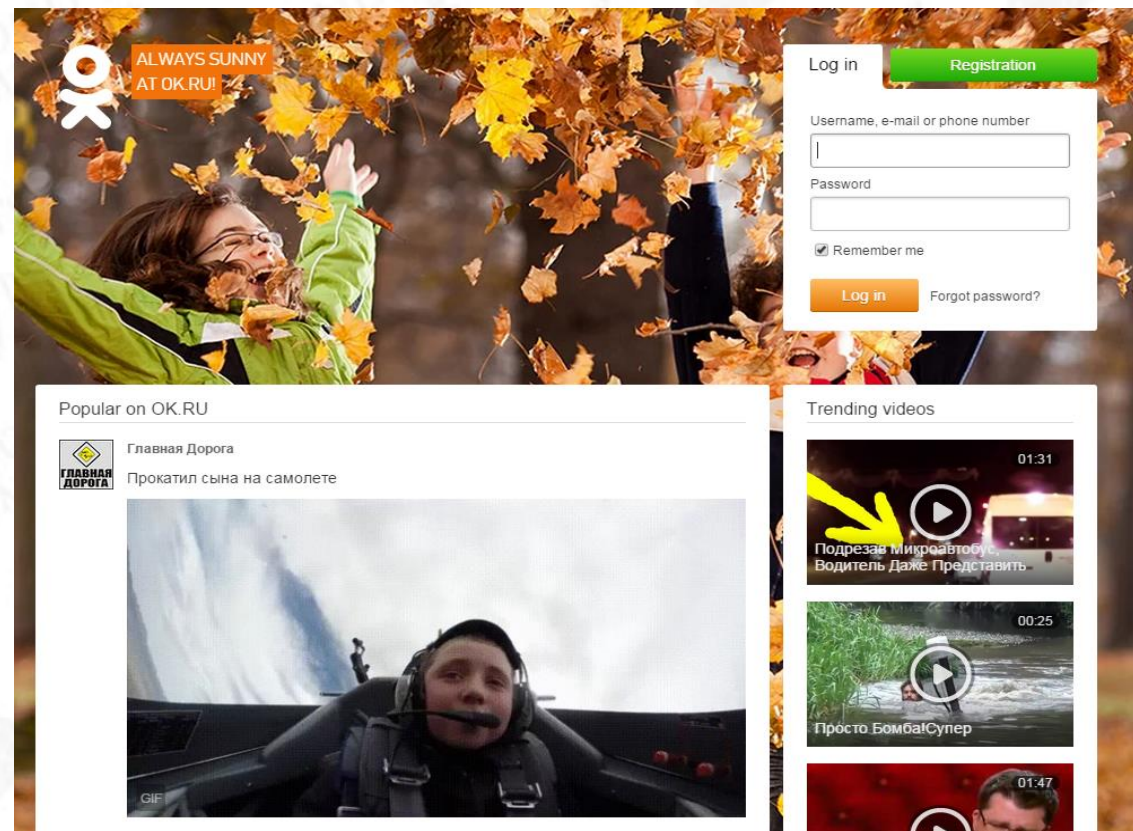 ALWAYS SUNNY
AT OK.RU!
Log in
Registration
Username, e-mail or phone number
Password
Remember me
Log in
Forgot password?
Popular on OK.RU
ГЛАВНАЯ
ДОРОГА
Главная Дорога
Прокатил сына на самолете
GIF
Trending videos
01:31
Подрезав Микроавтобус,
Водитель Даже Представить
00:25
Просто Бомба!Супер
01:47